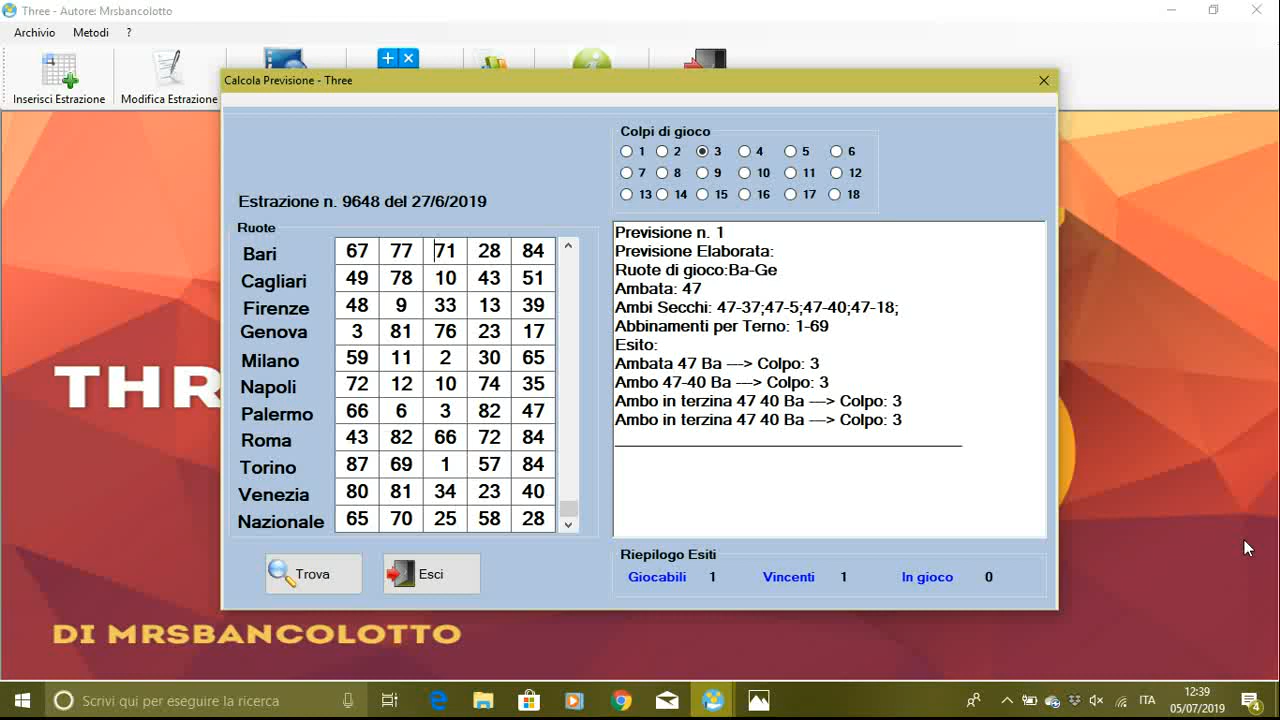 Three - Autore: Mrsbancolotto
Archivio Metodi ?
Inserisci Estrazione Modifica Estrazione
Calcola Previsione - Three
Colpi di gioco
1 2 3 4 5 6
7 8 9 10 11 12
13 14 15 16 17 18
Estrazione n. 9648 del 27/6/2019
Ruote
Bari 67 77 71 28 84
Cagliari 49 78 10 43 51
Firenze 48 9 33 13 39
Genova 3 81 76 23 17
Milano 59 11 2 30 65
Napoli 72 12 10 74 35
Palermo 66 6 3 82 47
Roma 43 82 66 72 84
Torino 87 69 1 57 84
Venezia 80 81 34 23 40
Nazionale 65 70 25 58 28
Trova Esci
Previsione n. 1
Previsione Elaborata:
Ruote di gioco:Ba-Ge
Ambata: 47
Ambi Secchi: 47-37;47-5;47-40;47-18;
Abbinamenti per Terno: 1-69
Esito:
Ambata 47 Ba ---> Colpo: 3
Ambo 47-40 Ba ---> Colpo: 3
Ambo in terzina 47 40 Ba ---> Colpo: 3
Ambo in terzina 47 40 Ba ---> Colpo: 3
Riepilogo Esiti
Giocabili 1 Vincenti 1 In gioco 0
THR
DI MRSBANCOLOTTO
Scrivi qui per eseguire la ricerca
ITA
12:39
05/07/2019
4